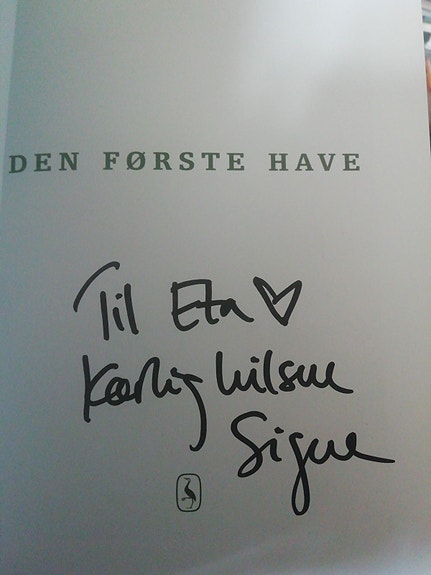 DEN FØRSTE HAVE
Til Eta ♡
Kærlig hilsen
Signe